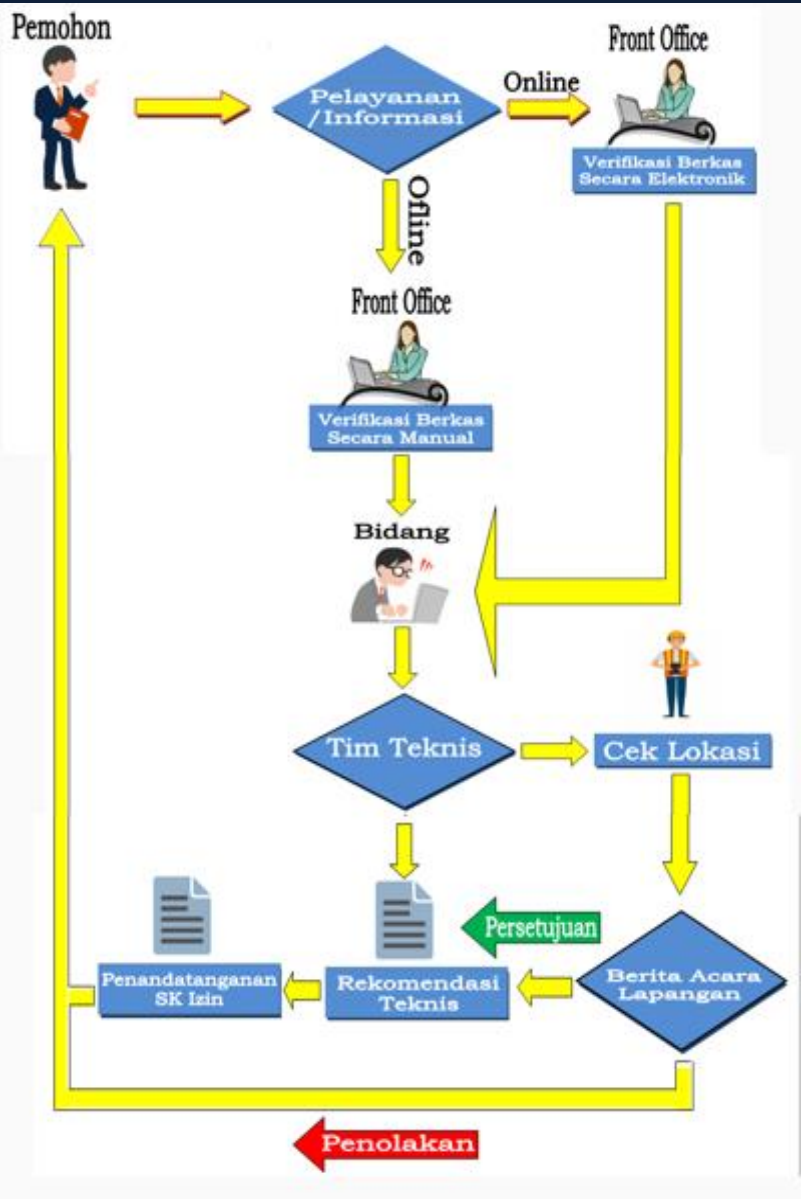 Pemohon
Front Office
Online
Pelayanan
/Informasi
Verifikasi Berkas
Secara Elektronik
Ofline
Front Office
Verifikasi Berkas
Secara Manual
Bidang
Tim Teknis
Cek Lokasi
Persetujuan
Berita Acara
Lapangan
Rekomendasi
Teknis
Penandatanganan
SK Izin
Penolakan